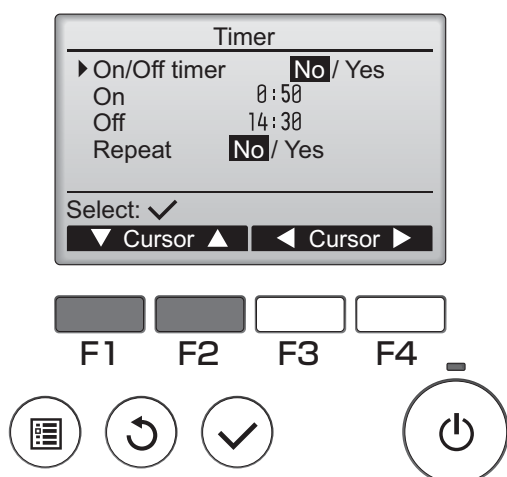 Timer
On/Off timer No / Yes
On 0:50
Off 14:30
Repeat No / Yes
Select: ✓
▼ Cursor ▲ ◀ Cursor ▶
F1 F2 F3 F4